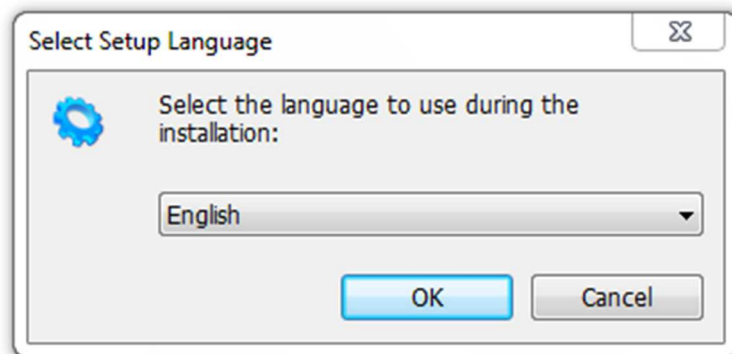 Select Setup Language
Select the language to use during the
installation:
English
OK
Cancel